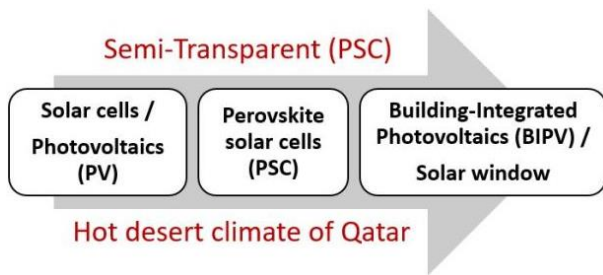 Semi-Transparent (PSC)
Solar cells /
Photovoltaics
(PV)
Perovskite
solar cells
(PSC)
Building-Integrated
Photovoltaics (BIPV) /
Solar window
Hot desert climate of Qatar